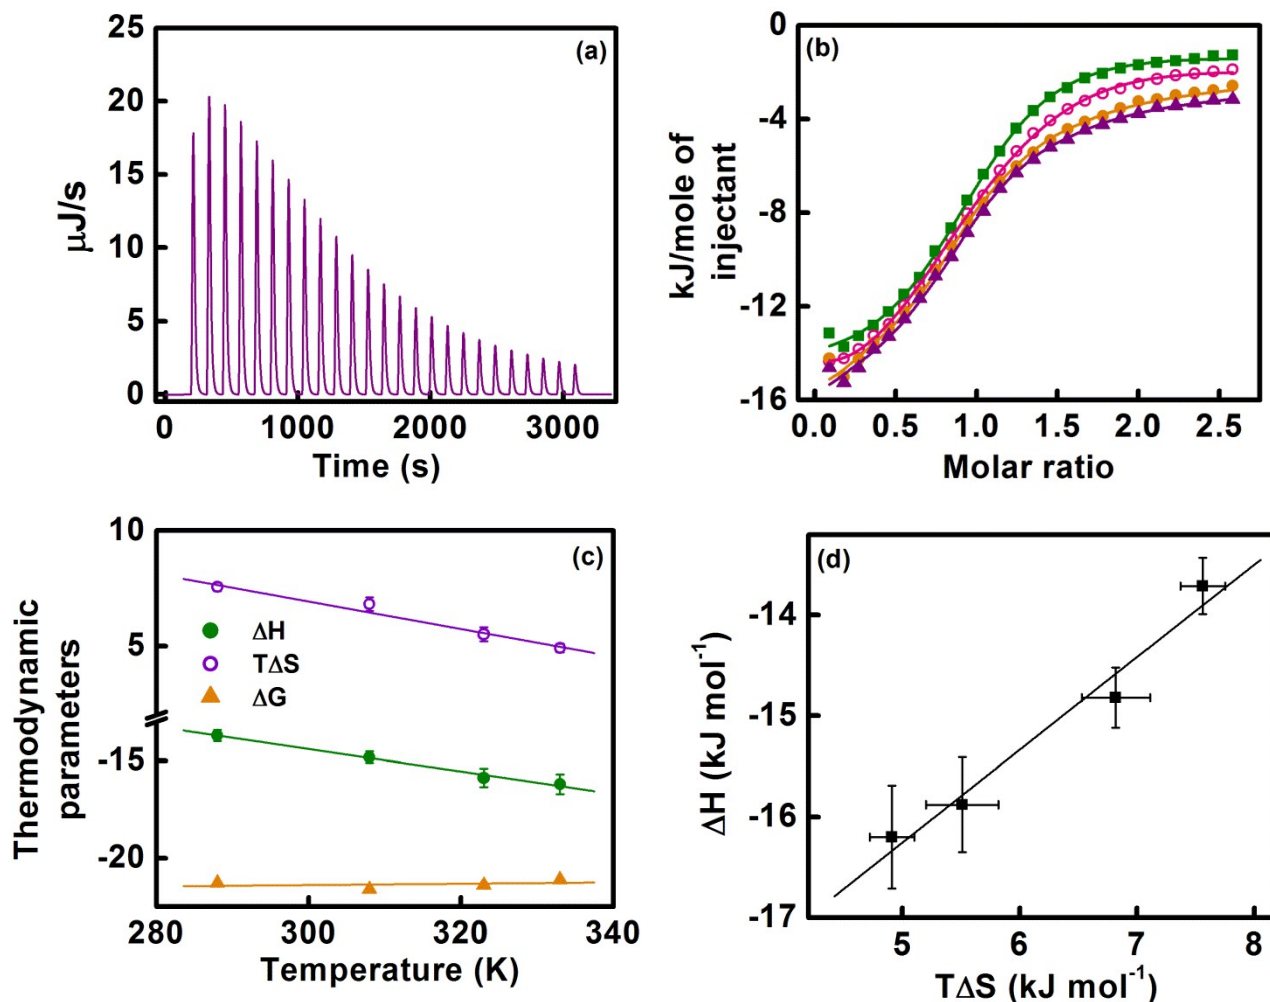 (a)
25
20
15
10
5
0
μJ/s
0 1000 2000 3000
Time (s)
(b)
0
-4
-8
-12
-16
kJ/mole of
injectant
0.0 0.5 1.0 1.5 2.0 2.5
Molar ratio
(c)
10
5
-15
-20
Thermodynamic
parameters
ΔH
TΔS
ΔG
280 300 320 340
Temperature (K)
(d)
-14
-15
-16
-17
ΔH (kJ mol⁻¹)
5 6 7 8
TΔS (kJ mol⁻¹)